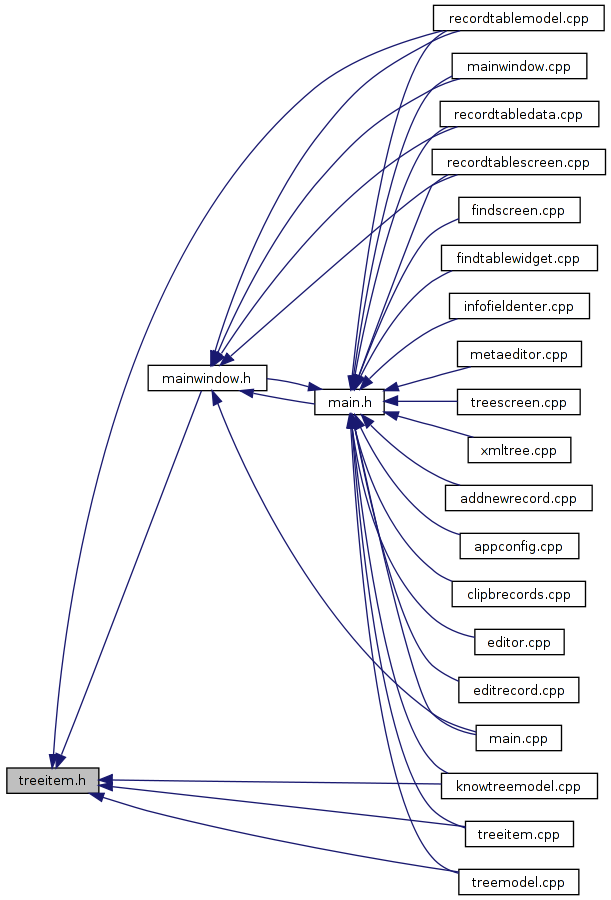 recordtablemodel.cpp
mainwindow.cpp
recordtabledata.cpp
recordtablescreen.cpp
findscreen.cpp
findtablewidget.cpp
infofieldenter.cpp
metaeditor.cpp
mainwindow.h
main.h
treescreen.cpp
xmltree.cpp
addnewrecord.cpp
appconfig.cpp
clipbrecords.cpp
editor.cpp
editrecord.cpp
main.cpp
treeitem.h
knowtreemodel.cpp
treeitem.cpp
treemodel.cpp